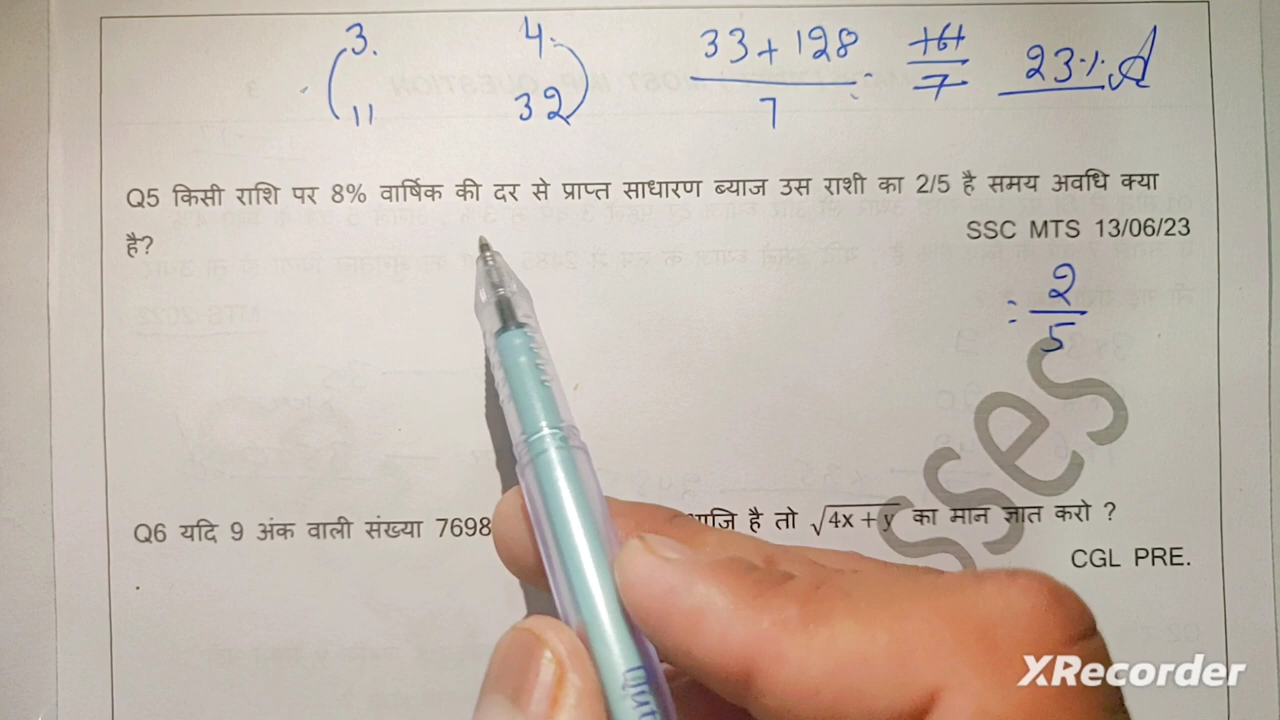 3. 4. 33 + 128 161 23% A
11 32 7 7
Q5 किसी राशि पर 8% वार्षिक की दर से प्राप्त साधारण ब्याज उस राशी का 2/5 है समय अवधि क्या
है? SSC MTS 13/06/23
= 2/5
Q6 यदि 9 अंक वाली संख्या 7698 है तो √4x + y का मान ज्ञात करो ?
CGL PRE.
sses
XRecorder